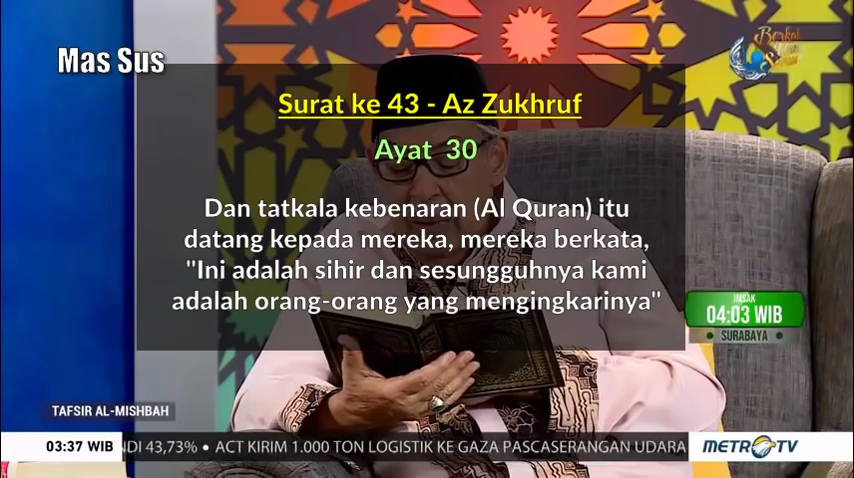 Mas Sus
Surat ke 43 - Az Zukhruf
Ayat 30
Dan tatkala kebenaran (Al Quran) itu
datang kepada mereka, mereka berkata,
"Ini adalah sihir dan sesungguhnya kami
adalah orang-orang yang mengingkarinya"
IMSAK
04:03 WIB
• SURABAYA •
TAFSIR AL-MISHBAH
03:37 WIB
NDI 43,73% • ACT KIRIM 1.000 TON LOGISTIK KE GAZA PASCASERANGAN UDARA
METRO TV